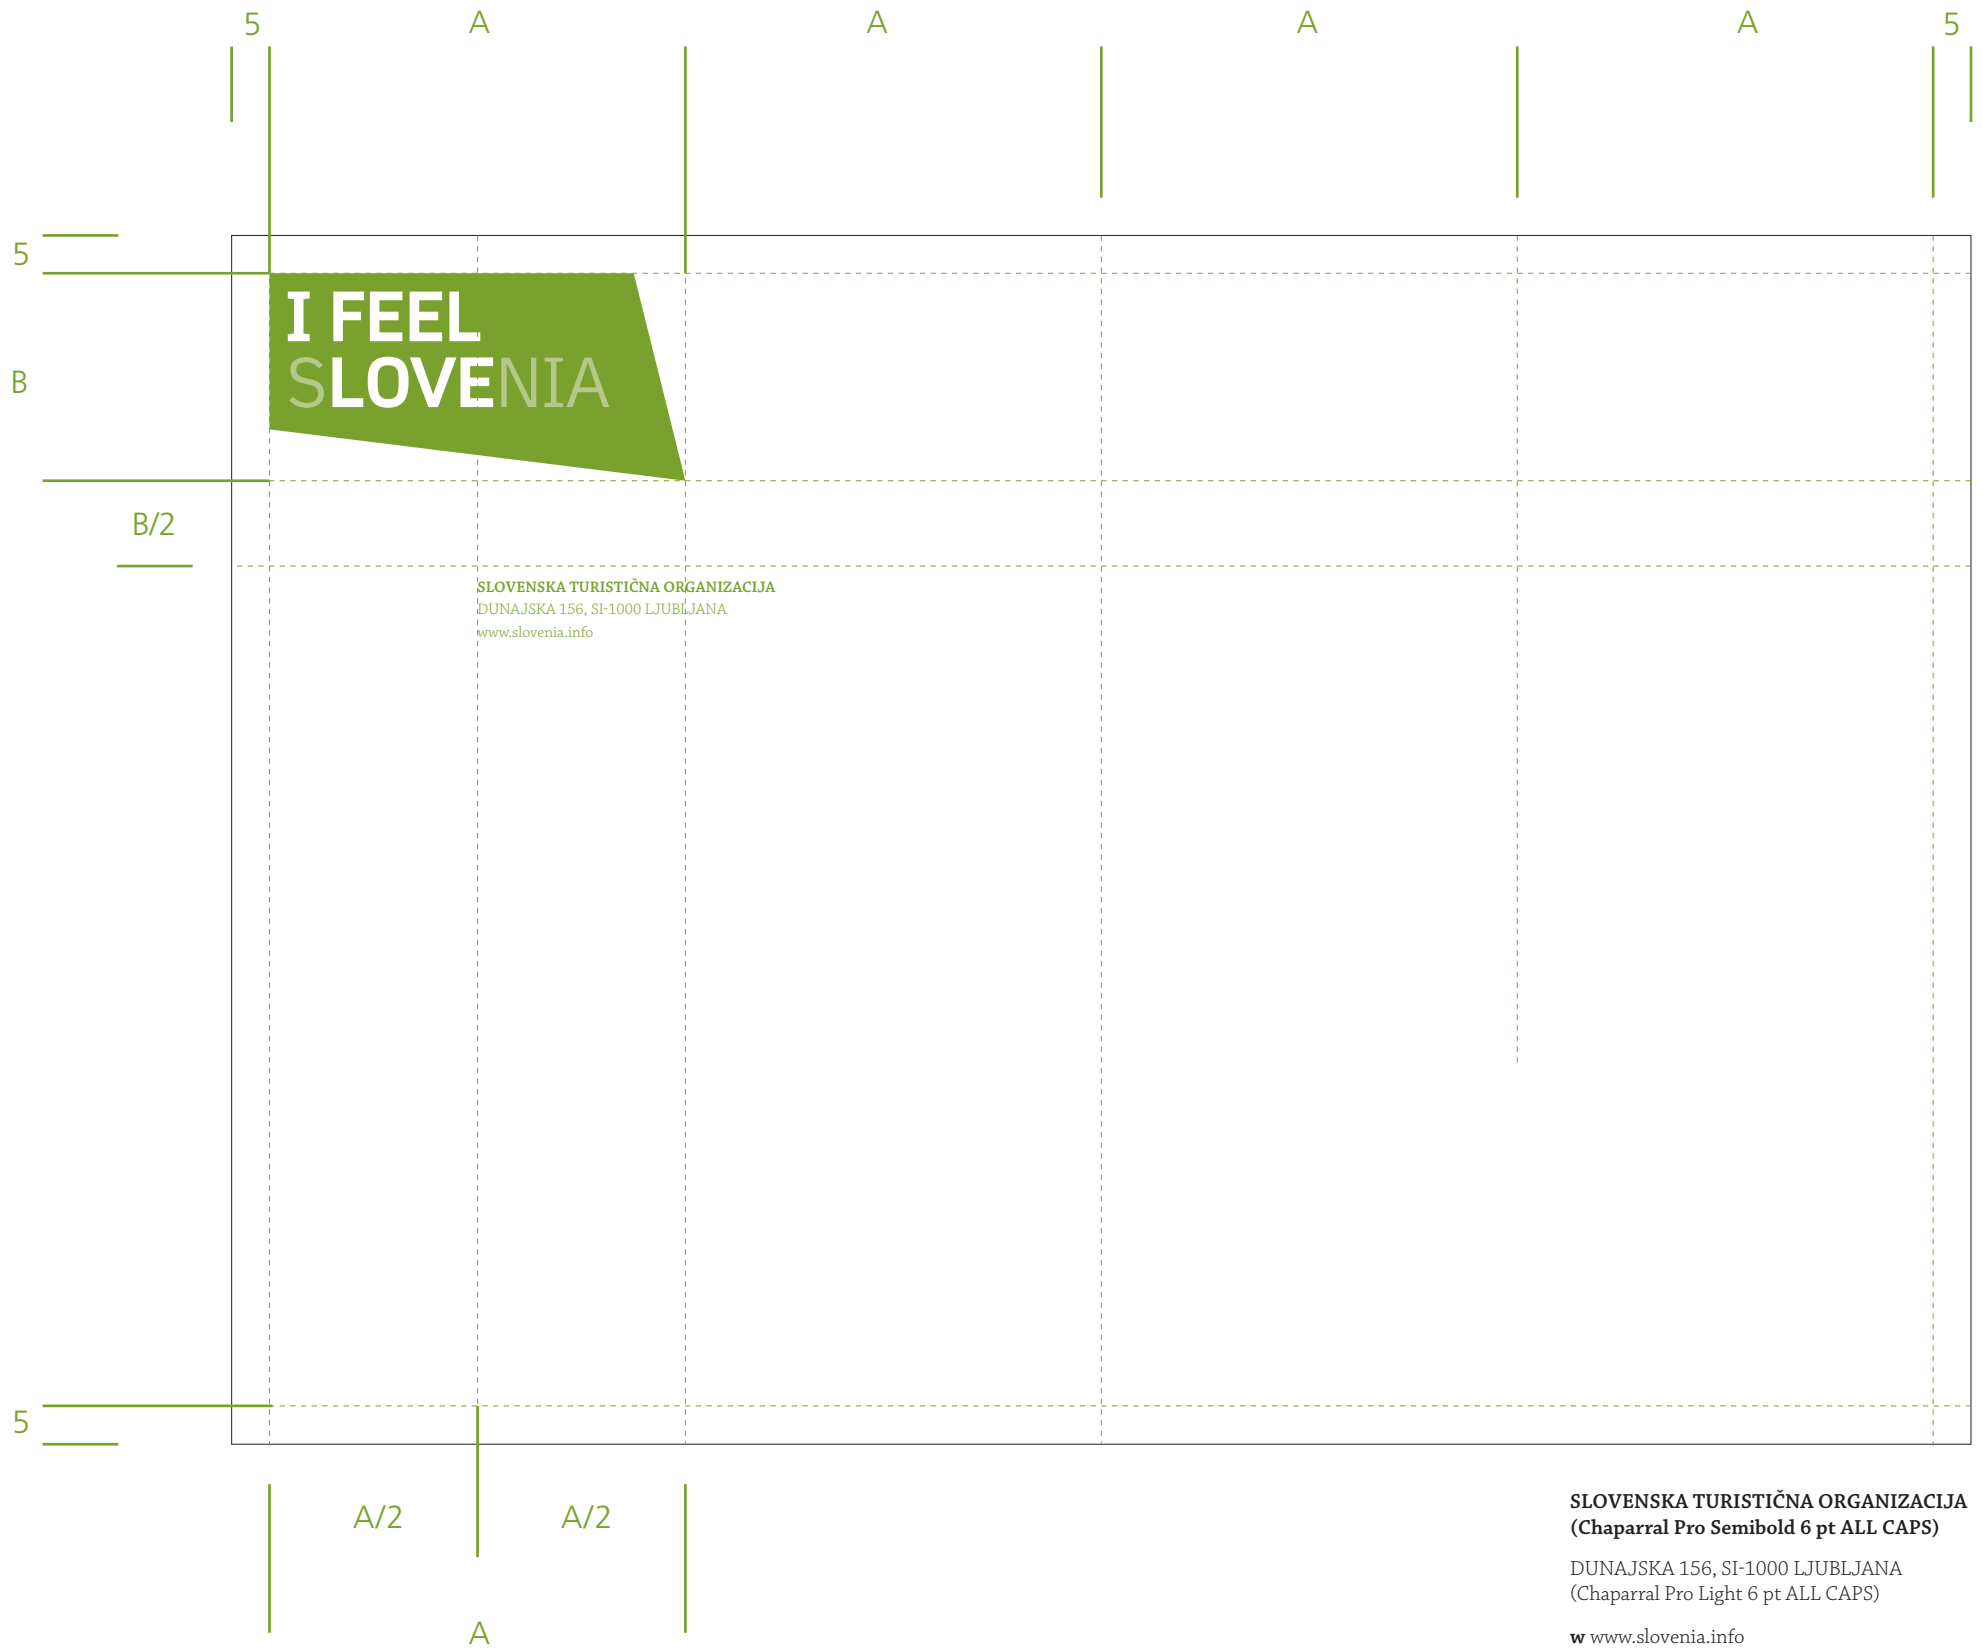 5 A A A A 5
5
I FEEL
SLOVENIA
B
B/2
SLOVENSKA TURISTIČNA ORGANIZACIJA
DUNAJSKA 156, SI-1000 LJUBLJANA
www.slovenia.info
5
A/2 A/2
A
SLOVENSKA TURISTIČNA ORGANIZACIJA
(Chaparral Pro Semibold 6 pt ALL CAPS)
DUNAJSKA 156, SI-1000 LJUBLJANA
(Chaparral Pro Light 6 pt ALL CAPS)
w www.slovenia.info